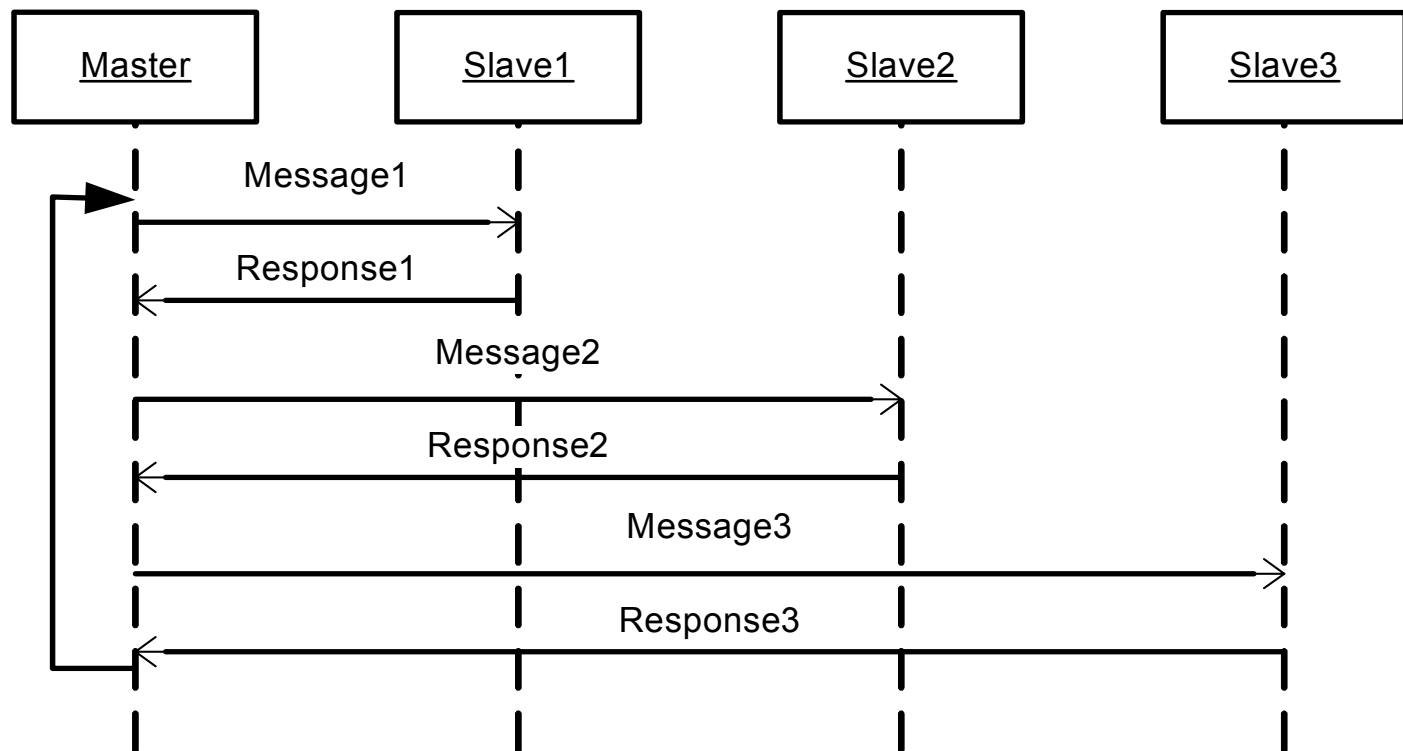 Master
Slave1
Slave2
Slave3
Message1
Response1
Message2
Response2
Message3
Response3